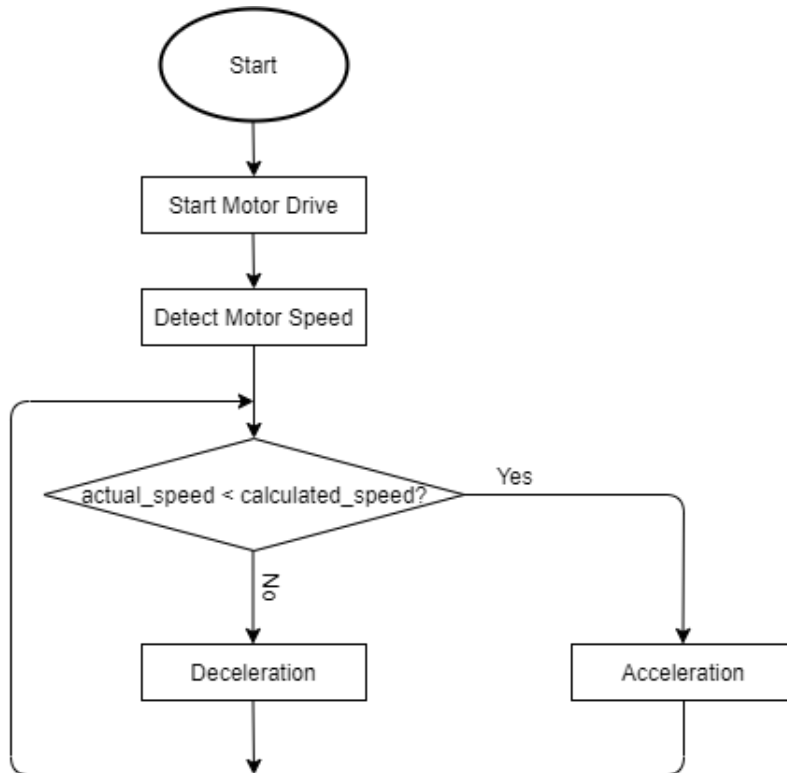 Start
Start Motor Drive
Detect Motor Speed
actual_speed < calculated_speed?
Yes
No
Deceleration
Acceleration